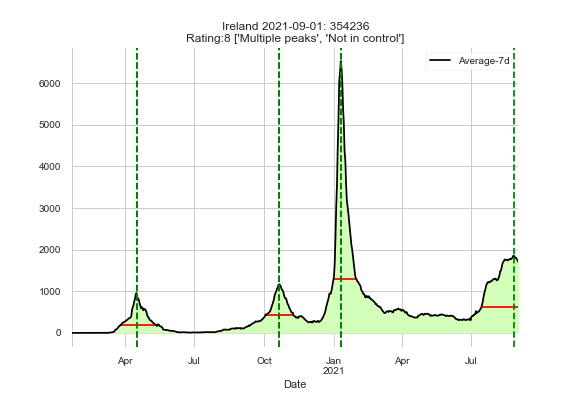 Ireland 2021-09-01: 354236
Rating:8 ['Multiple peaks', 'Not in control']
Average-7d
6000
5000
4000
3000
2000
1000
0
Apr
Jul
Oct
Jan
2021
Apr
Jul
Date